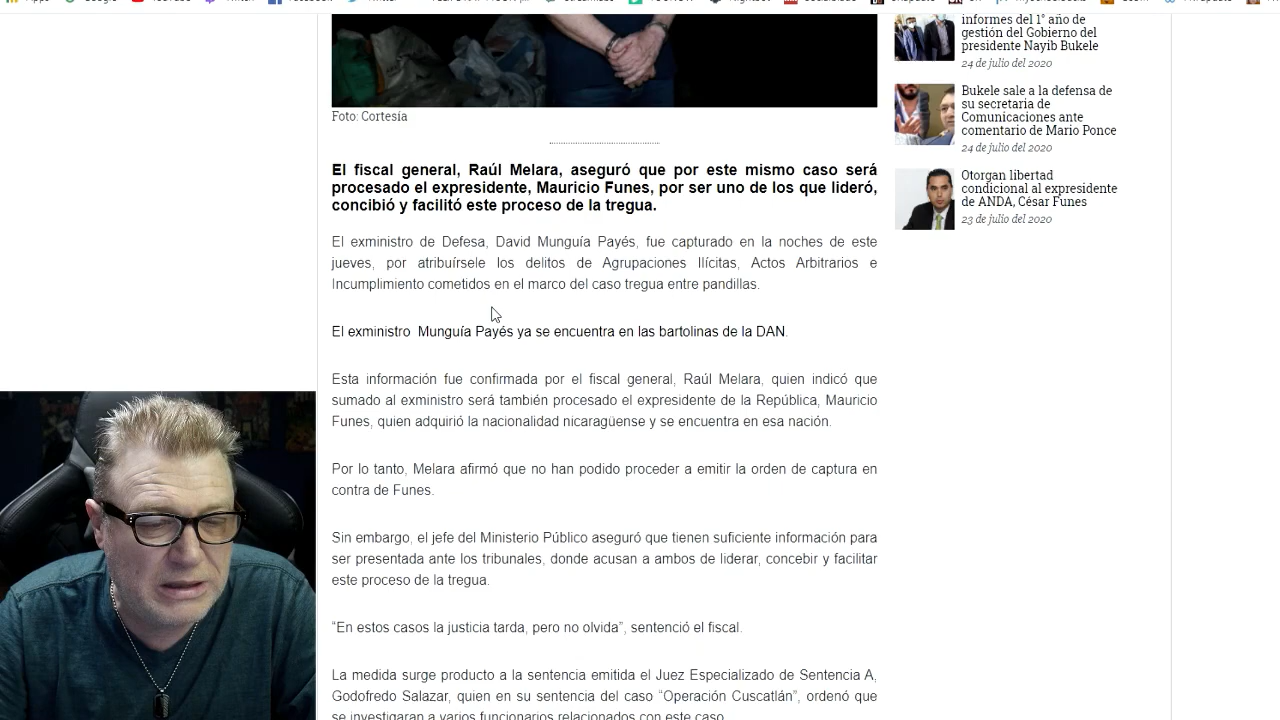 informes del 1° año de
gestión del Gobierno del
presidente Nayib Bukele
24 de julio del 2020
Bukele sale a la defensa de
su secretaria de
Comunicaciones ante
comentario de Mario Ponce
24 de julio del 2020
Otorgan libertad
condicional al expresidente
de ANDA, César Funes
23 de julio del 2020
Foto: Cortesía
El fiscal general, Raúl Melara, aseguró que por este mismo caso será
procesado el expresidente, Mauricio Funes, por ser uno de los que lideró,
concibió y facilitó este proceso de la tregua.
El exministro de Defesa, David Munguía Payés, fue capturado en la noches de este
jueves, por atribuírsele los delitos de Agrupaciones Ilícitas, Actos Arbitrarios e
Incumplimiento cometidos en el marco del caso tregua entre pandillas.
El exministro Munguía Payés ya se encuentra en las bartolinas de la DAN.
Esta información fue confirmada por el fiscal general, Raúl Melara, quien indicó que
sumado al exministro será también procesado el expresidente de la República, Mauricio
Funes, quien adquirió la nacionalidad nicaragüense y se encuentra en esa nación.
Por lo tanto, Melara afirmó que no han podido proceder a emitir la orden de captura en
contra de Funes.
Sin embargo, el jefe del Ministerio Público aseguró que tienen suficiente información para
ser presentada ante los tribunales, donde acusan a ambos de liderar, concebir y facilitar
este proceso de la tregua.
“En estos casos la justicia tarda, pero no olvida”, sentenció el fiscal.
La medida surge producto a la sentencia emitida el Juez Especializado de Sentencia A,
Godofredo Salazar, quien en su sentencia del caso “Operación Cuscatlán”, ordenó que
se investigaran a varios funcionarios relacionados con este caso.